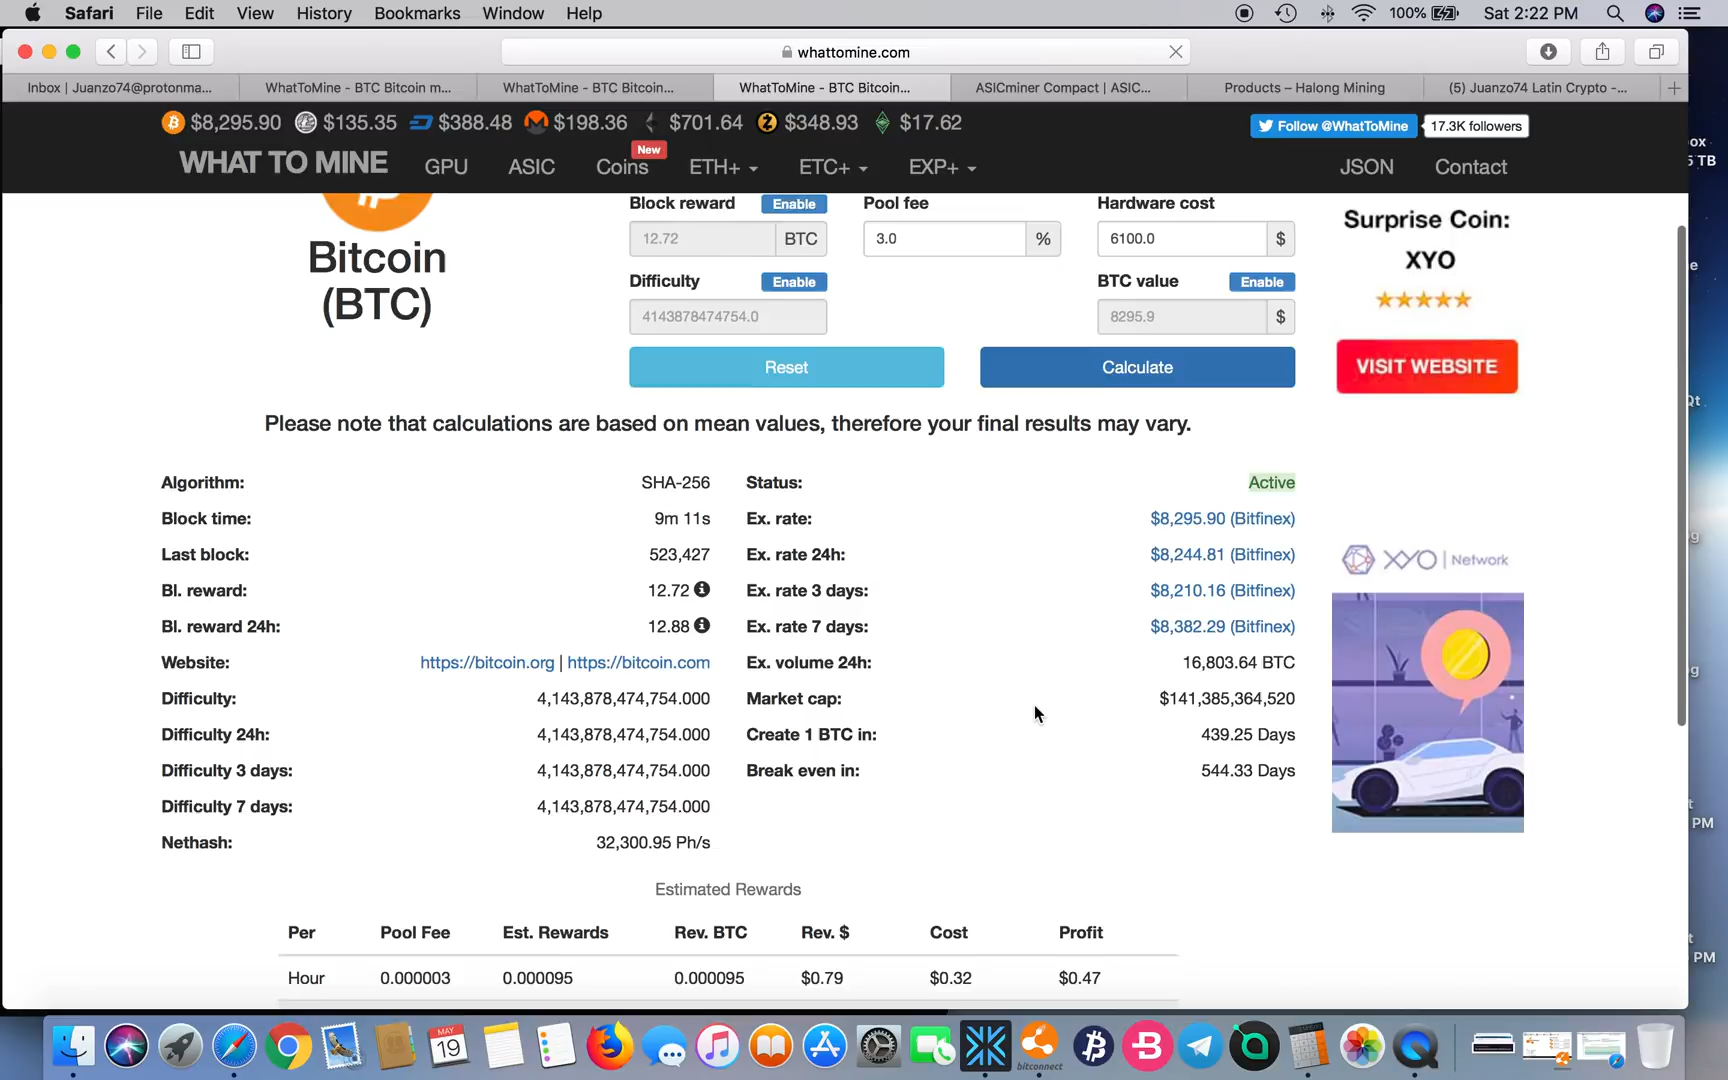 Safari File Edit View History Bookmarks Window Help 100% Sat 2:22 PM
whattomine.com
Inbox | Juanzo74@protonma... WhatToMine - BTC Bitcoin m... WhatToMine - BTC Bitcoin... WhatToMine - BTC Bitcoin... ASICminer Compact | ASIC... Products – Halong Mining (5) Juanzo74 Latin Crypto -...
$8,295.90 $135.35 $388.48 $198.36 $701.64 $348.93 $17.62 Follow @WhatToMine 17.3K followers
New
WHAT TO MINE GPU ASIC Coins ETH+ ETC+ EXP+ JSON Contact
Block reward Enable Pool fee Hardware cost
12.72 BTC 3.0 % 6100.0 $
Difficulty Enable BTC value Enable
4143878474754.0 8295.9 $
Reset Calculate
Bitcoin
(BTC)
Surprise Coin:
XYO
VISIT WEBSITE
Please note that calculations are based on mean values, therefore your final results may vary.
Algorithm: SHA-256 Status: Active
Block time: 9m 11s Ex. rate: $8,295.90 (Bitfinex)
Last block: 523,427 Ex. rate 24h: $8,244.81 (Bitfinex)
Bl. reward: 12.72 Ex. rate 3 days: $8,210.16 (Bitfinex)
Bl. reward 24h: 12.88 Ex. rate 7 days: $8,382.29 (Bitfinex)
Website: https://bitcoin.org | https://bitcoin.com Ex. volume 24h: 16,803.64 BTC
Difficulty: 4,143,878,474,754.000 Market cap: $141,385,364,520
Difficulty 24h: 4,143,878,474,754.000 Create 1 BTC in: 439.25 Days
Difficulty 3 days: 4,143,878,474,754.000 Break even in: 544.33 Days
Difficulty 7 days: 4,143,878,474,754.000
Nethash: 32,300.95 Ph/s
XYO | Network
Estimated Rewards
Per Pool Fee Est. Rewards Rev. BTC Rev. $ Cost Profit
Hour 0.000003 0.000095 0.000095 $0.79 $0.32 $0.47
MAY
19
bitconnect
ox
5 TB
e
Qt
og
og
t
PM
t
PM